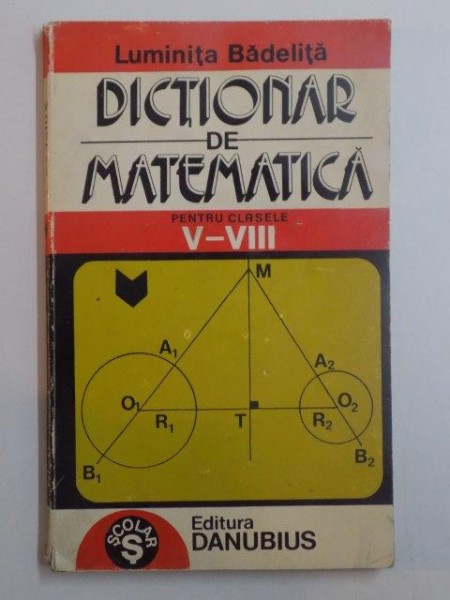 Luminița Bădeliță
DICȚIONAR
DE
MATEMATICĂ
PENTRU CLASELE
V–VIII
M
A₁
A₂
O₁
O₂
R₁
T
R₂
B₁
B₂
ȘCOLAR
Ș
Editura
DANUBIUS